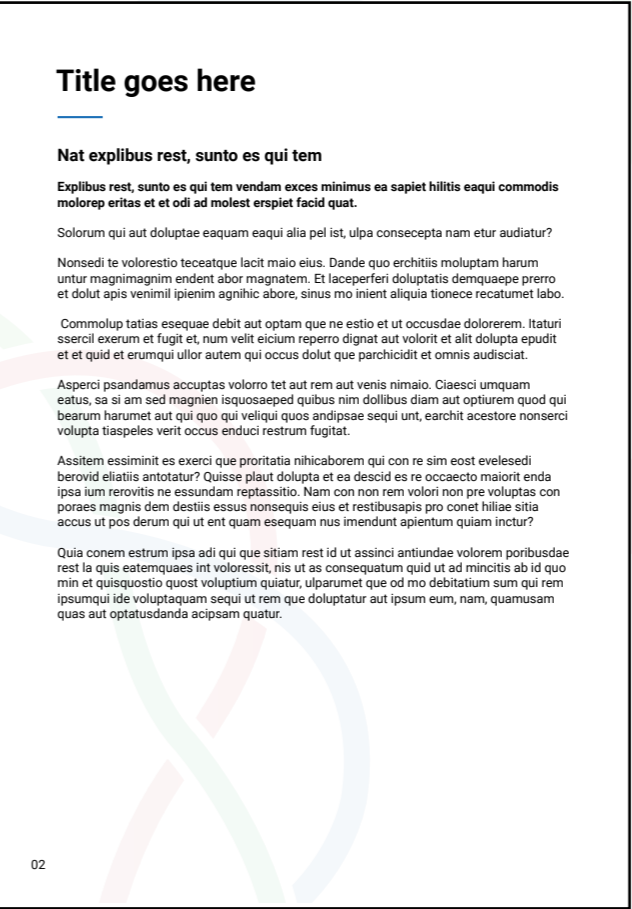 Title goes here
Nat explibus rest, sunto es qui tem
Explibus rest, sunto es qui tem vendam exces minimus ea sapiet hilitis eaqui commodis
molorep eritas et et odi ad molest erspiet facid quat.
Solorum qui aut doluptae eaquam eaqui alia pel ist, ulpa consecepta nam etur audiatur?
Nonsedi te volorestio teceatque lacit maio eius. Dande quo erchitiis moluptam harum
untur magnimagnim endent abor magnatem. Et laceperferi doluptatis demquaepe prerro
et dolut apis venimil ipienim agnihic abore, sinus mo inient aliquia tionece recatumet labo.
Commolup tatias esequae debit aut optam que ne estio et ut occusdae dolorerem. Itaturi
ssercil exerum et fugit et, num velit eicium reperro dignat aut volorit et alit dolupta epudit
et et quid et erumqui ullor autem qui occus dolut que parchicidit et omnis audisciat.
Asperci psandamus accuptas volorro tet aut rem aut venis nimaio. Ciaesci umquam
eatus, sa si am sed magnien isquosaeped quibus nim dollibus diam aut optiurem quod qui
bearum harumet aut qui quo qui veliqui quos andipsae sequi unt, earchit acestore nonserci
volupta tiaspeles verit occus enduci restrum fugitat.
Assitem essiminit es exerci que proritatia nihicaborem qui con re sim eost evelesedi
berovid eliatiis antotatur? Quisse plaut dolupta et ea descid es re occaecto maiorit enda
ipsa ium rerovitis ne essundam reptassitio. Nam con non rem volori non pre voluptas con
poraes magnis dem destiis essus nonsequis eius et restibusapis pro conet hiliae sitia
accus ut pos derum qui ut ent quam esequam nus imendunt apientum quiam inctur?
Quia conem estrum ipsa adi qui que sitiam rest id ut assinci antiundae volorem poribusdae
rest la quis eatemquaes int voloressit, nis ut as consequatum quid ut ad mincitis ab id quo
min et quisquostio quost voluptium quiatur, ulparumet que od mo debitatium sum qui rem
ipsumqui ide voluptaquam sequi ut rem que doluptatur aut ipsum eum, nam, quamusam
quas aut optatusdanda acipsam quatur.
02